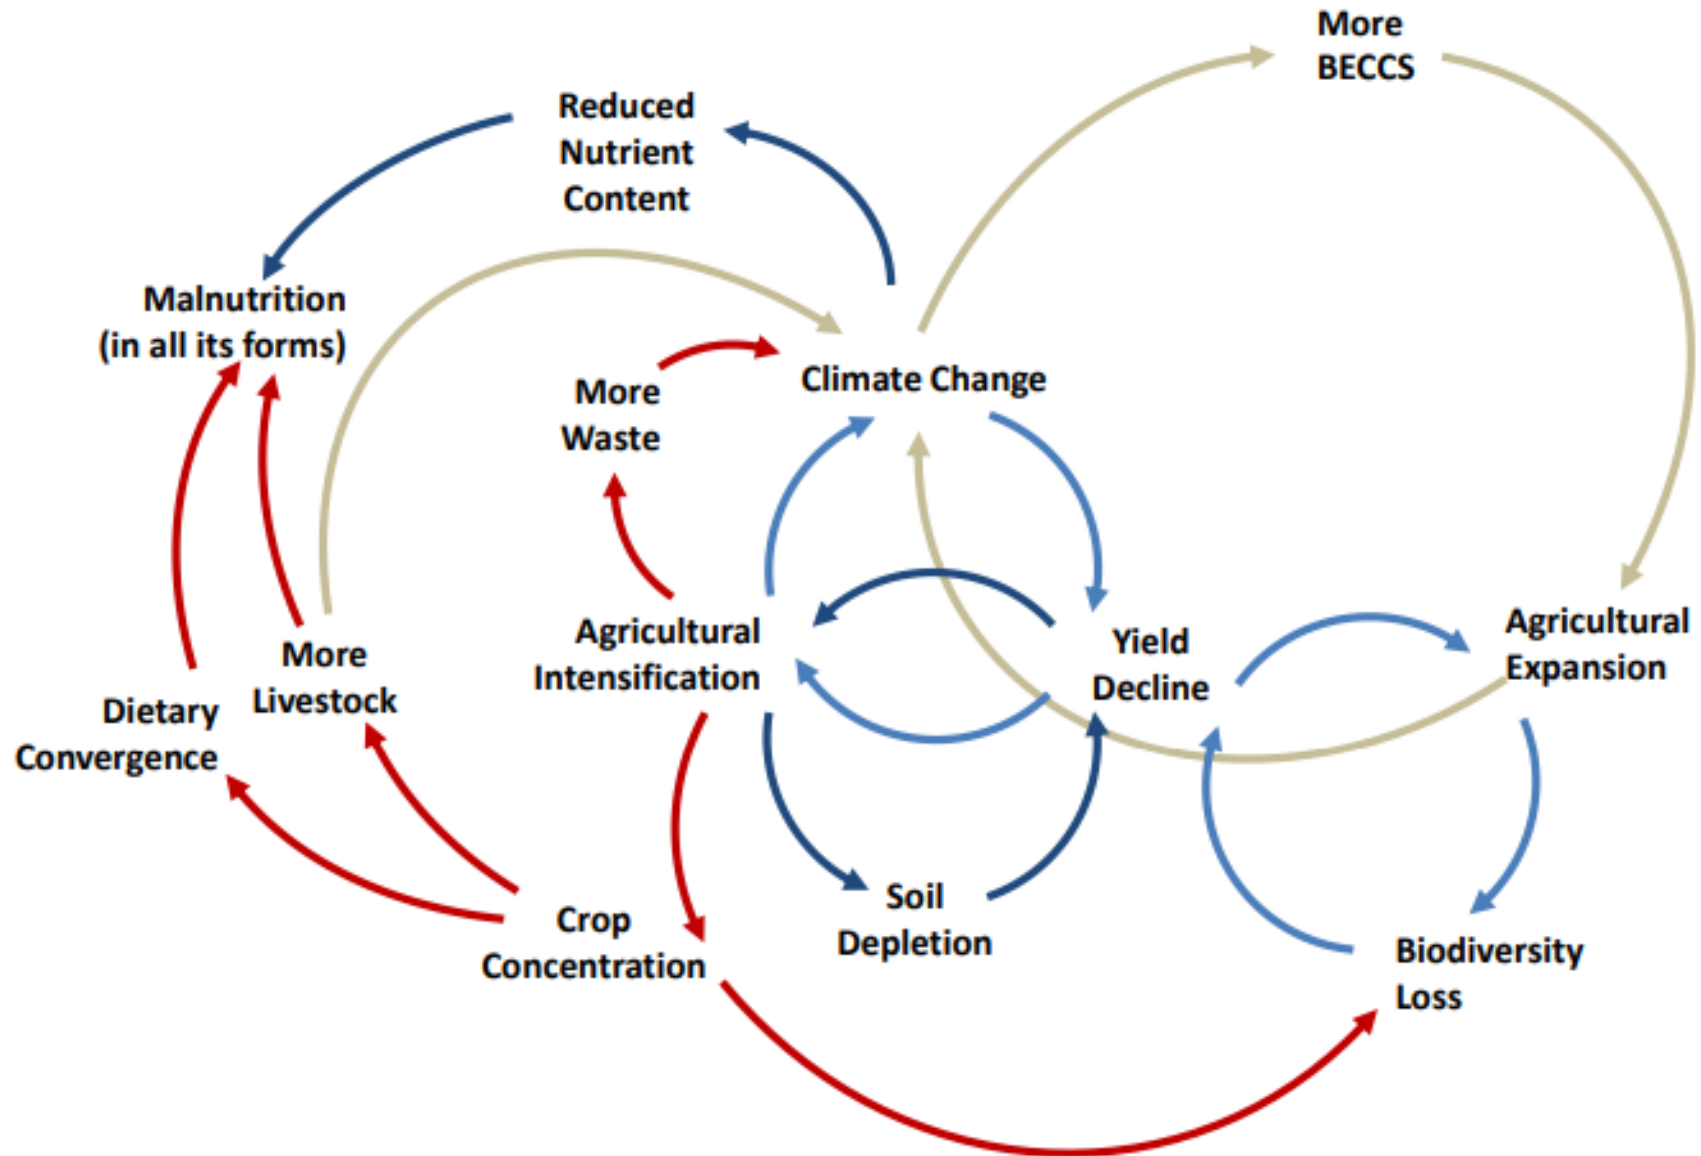 More
BECCS
Reduced
Nutrient
Content
Malnutrition
(in all its forms)
More
Waste
Climate Change
Agricultural
Intensification
Yield
Decline
Agricultural
Expansion
More
Livestock
Dietary
Convergence
Crop
Concentration
Soil
Depletion
Biodiversity
Loss